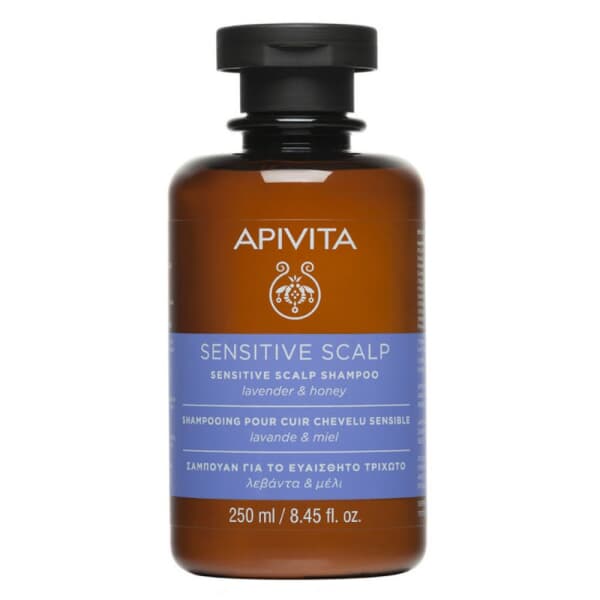 APIVITA
SENSITIVE SCALP
SENSITIVE SCALP SHAMPOO
lavender & honey
SHAMPOOING POUR CUIR CHEVELU SENSIBLE
lavande & miel
ΣΑΜΠΟΥΑΝ ΓΙΑ ΤΟ ΕΥΑΙΣΘΗΤΟ ΤΡΙΧΩΤΟ
λεβάντα & μέλι
250 ml / 8.45 fl. oz.